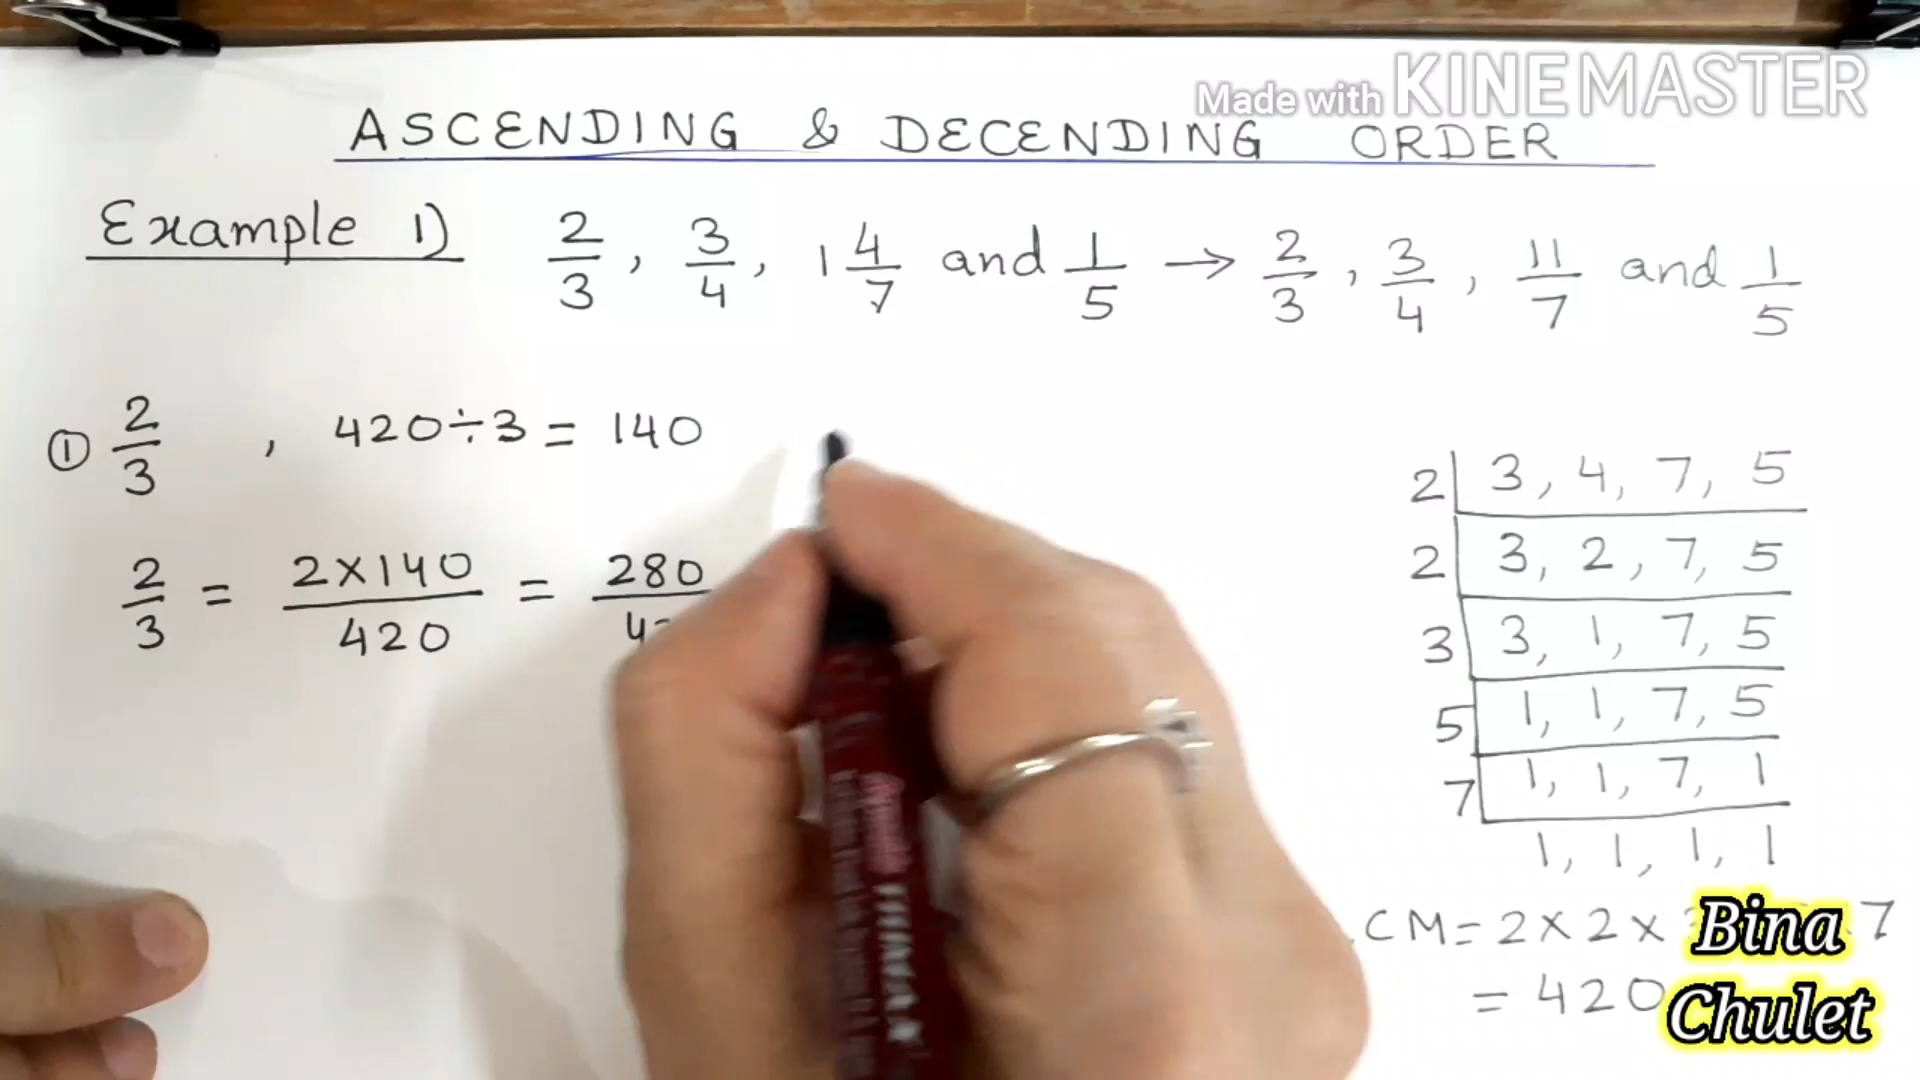 Made with KINEMASTER
ASCENDING & DECENDING ORDER
Example 1) 2/3, 3/4, 1 4/7 and 1/5 → 2/3, 3/4, 11/7 and 1/5
① 2/3 , 420÷3 = 140
2/3 = 2×140/420 = 280/
2 | 3, 4, 7, 5
2 | 3, 2, 7, 5
3 | 3, 1, 7, 5
5 | 1, 1, 7, 5
7 | 1, 1, 7, 1
1, 1, 1, 1
CM = 2×2× 7
= 420
Bina
Chulet